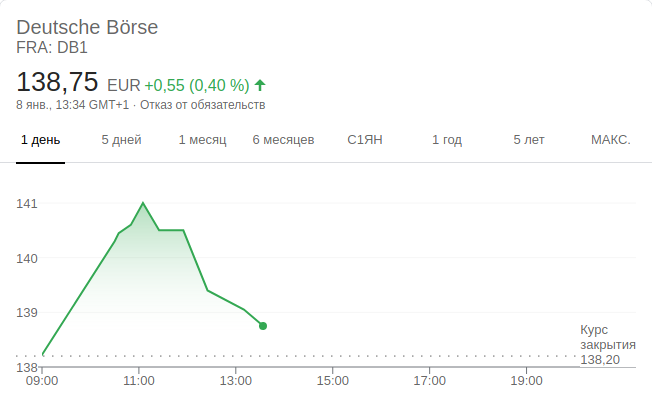 Deutsche Börse
FRA: DB1
138,75 EUR +0,55 (0,40 %)
8 янв., 13:34 GMT+1 · Отказ от обязательств
1 день 5 дней 1 месяц 6 месяцев С1ЯН 1 год 5 лет МАКС.
141
140
139
138
Курс
закрытия
138,20
09:00 11:00 13:00 15:00 17:00 19:00